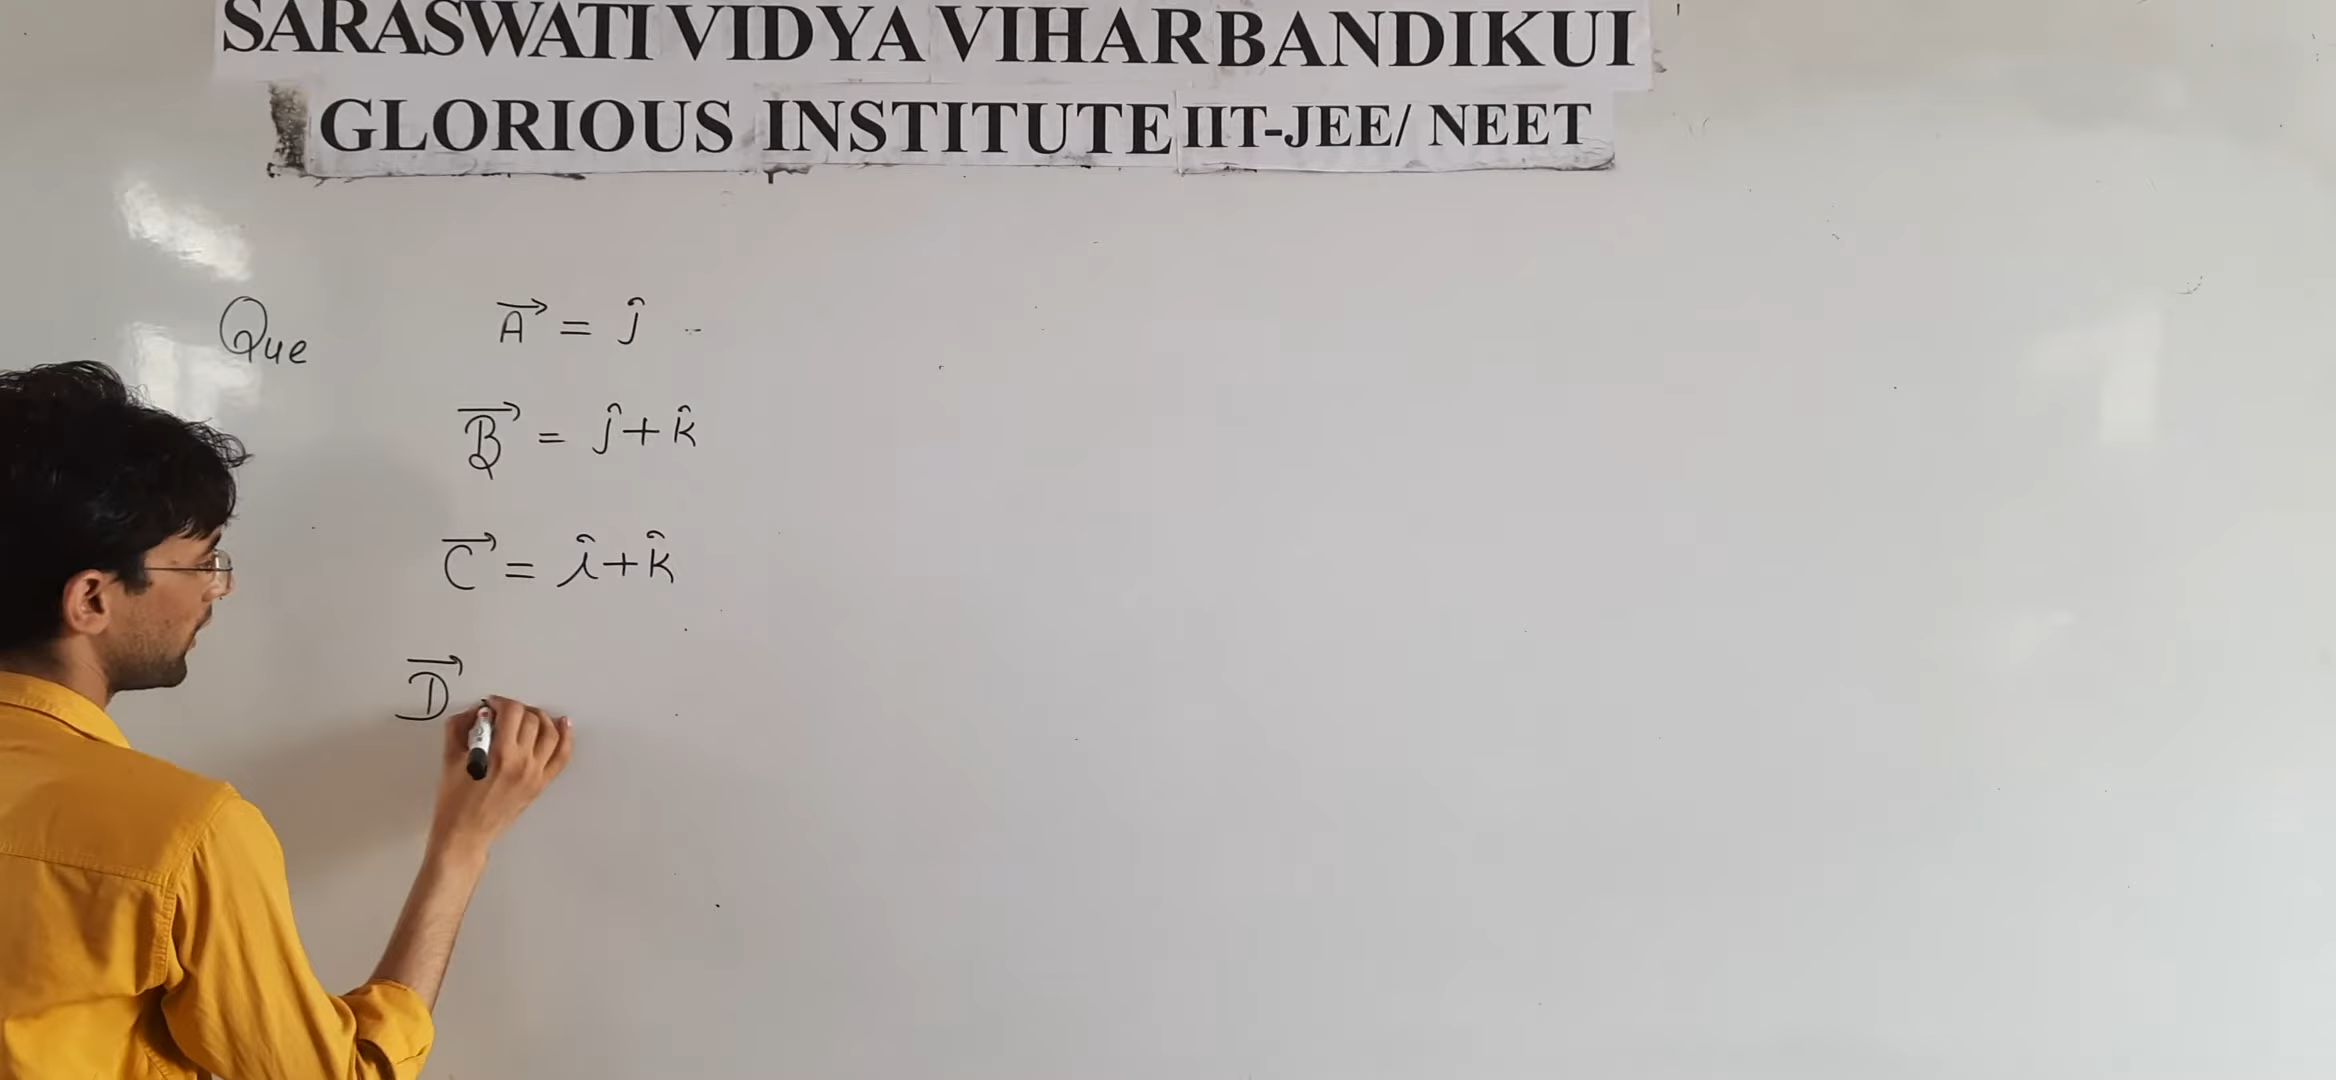 SARASWATI VIDYA VIHAR BANDIKUI
GLORIOUS INSTITUTE IIT-JEE/ NEET
Que
A⃗ = ĵ
B⃗ = ĵ + k̂
C⃗ = î + k̂
D⃗